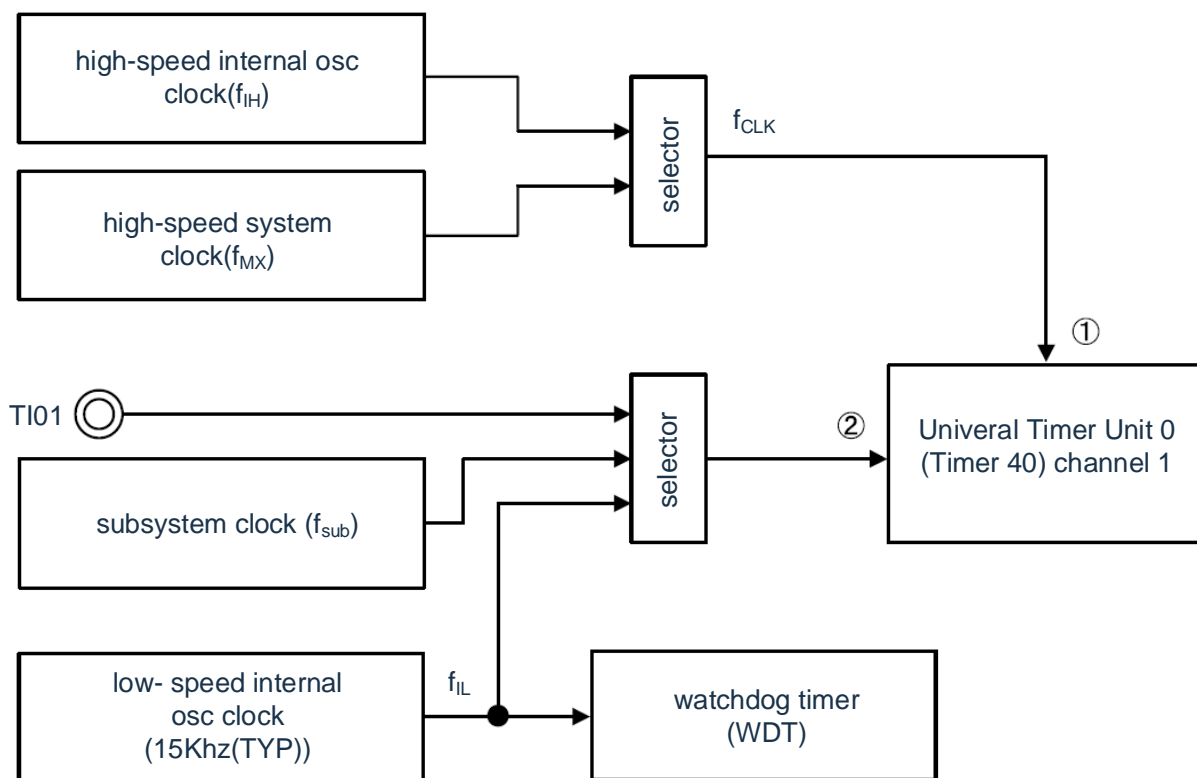 high-speed internal osc
clock(fIH)
selector
fCLK
high-speed system
clock(fMX)
①
TI01
selector
②
Univeral Timer Unit 0
(Timer 40) channel 1
subsystem clock (fsub)
low- speed internal
osc clock
(15Khz(TYP))
fIL
watchdog timer
(WDT)